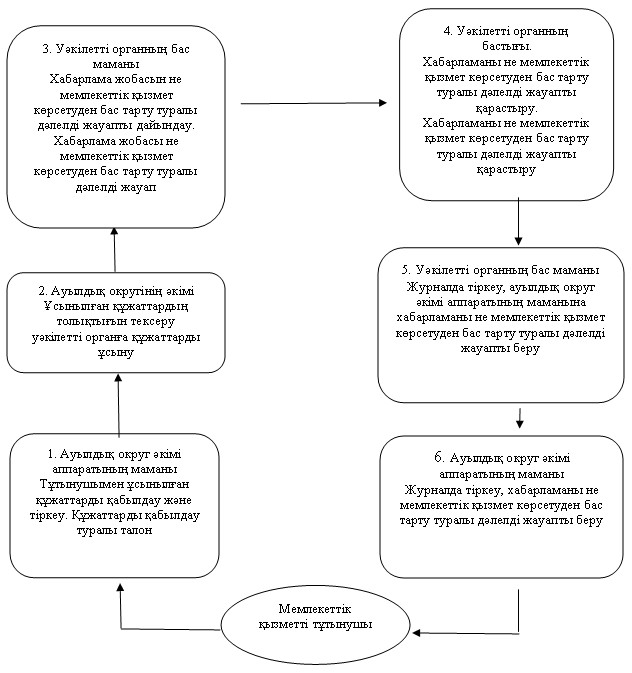 3. Уәкілетті органның бас
маманы
Хабарлама жобасын не
мемлекеттік қызмет
көрсетуден бас тарту туралы
дәлелді жауапты дайындау.
Хабарлама жобасы не
мемлекеттік қызмет
көрсетуден бас тарту туралы
дәлелді жауап
4. Уәкілетті органның
бастығы.
Хабарламаны не мемлекеттік
қызмет көрсетуден бас тарту
туралы дәлелді жауапты
қарастыру.
Хабарламаны не мемлекеттік
қызмет көрсетуден бас тарту
туралы дәлелді жауапты
қарастыру
2. Ауылдық округінің әкімі
Ұсынылған құжаттардың
толықтығын тексеру
уәкілетті органға құжаттарды
ұсыну
5. Уәкілетті органның бас маманы
Журналда тіркеу, ауылдық округ
әкімі аппаратының маманына
хабарламаны не мемлекеттік қызмет
көрсетуден бас тарту туралы дәлелді
жауапты беру
1. Ауылдық округ әкімі
аппаратының маманы
Тұтынушымен ұсынылған
құжаттарды қабылдау және
тіркеу. Құжаттарды қабылдау
туралы талон
6. Ауылдық округ әкімі
аппаратының маманы
Журналда тіркеу, хабарламаны не
мемлекеттік қызмет көрсетуден бас
тарту туралы дәлелді жауапты беру
Мемлекеттік
қызметті тұтынушы